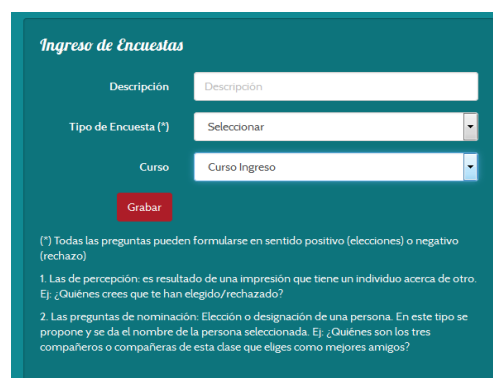 Ingreso de Encuestas
Descripción
Descripción
Tipo de Encuesta (*)
Seleccionar
Curso
Curso Ingreso
Grabar
(*) Todas las preguntas pueden formularse en sentido positivo (elecciones) o negativo
(rechazo)
1. Las de percepción: es resultado de una impresión que tiene un individuo acerca de otro.
Ej: ¿Quiénes crees que te han elegido/rechazado?
2. Las preguntas de nominación: Elección o designación de una persona. En este tipo se
propone y se da el nombre de la persona seleccionada. Ej: ¿Quiénes son los tres
compañeros o compañeras de esta clase que eliges como mejores amigos?